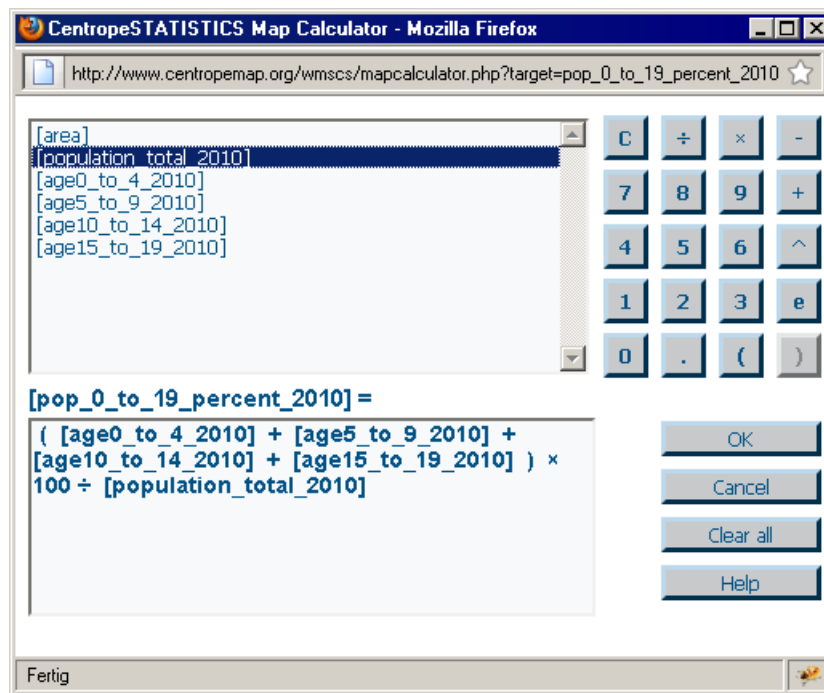 CentropeSTATISTICS Map Calculator - Mozilla Firefox
http://www.centropemap.org/wmscs/mapcalculator.php?target=pop_0_to_19_percent_2010
[area]
[population_total_2010]
[age0_to_4_2010]
[age5_to_9_2010]
[age10_to_14_2010]
[age15_to_19_2010]
C ÷ × -
7 8 9 +
4 5 6 ^
1 2 3 e
0 . ( )
[pop_0_to_19_percent_2010] =
( [age0_to_4_2010] + [age5_to_9_2010] +
[age10_to_14_2010] + [age15_to_19_2010] ) ×
100 ÷ [population_total_2010]
OK
Cancel
Clear all
Help
Fertig